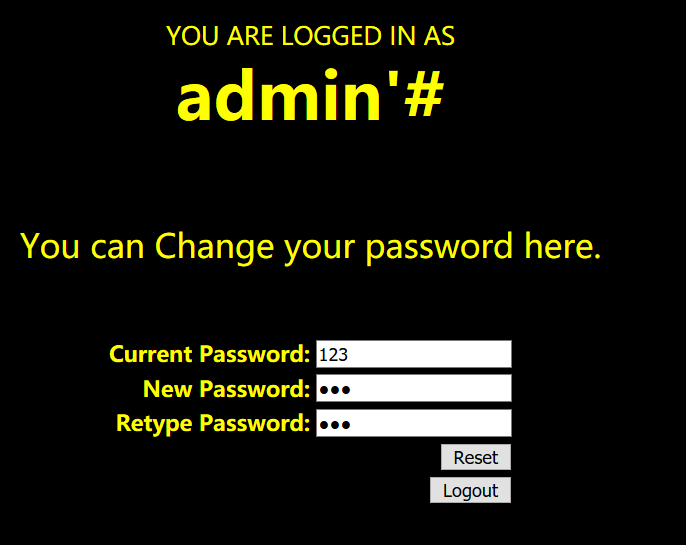 YOU ARE LOGGED IN AS
admin'#
You can Change your password here.
Current Password: 123
New Password: •••
Retype Password: •••
Reset
Logout